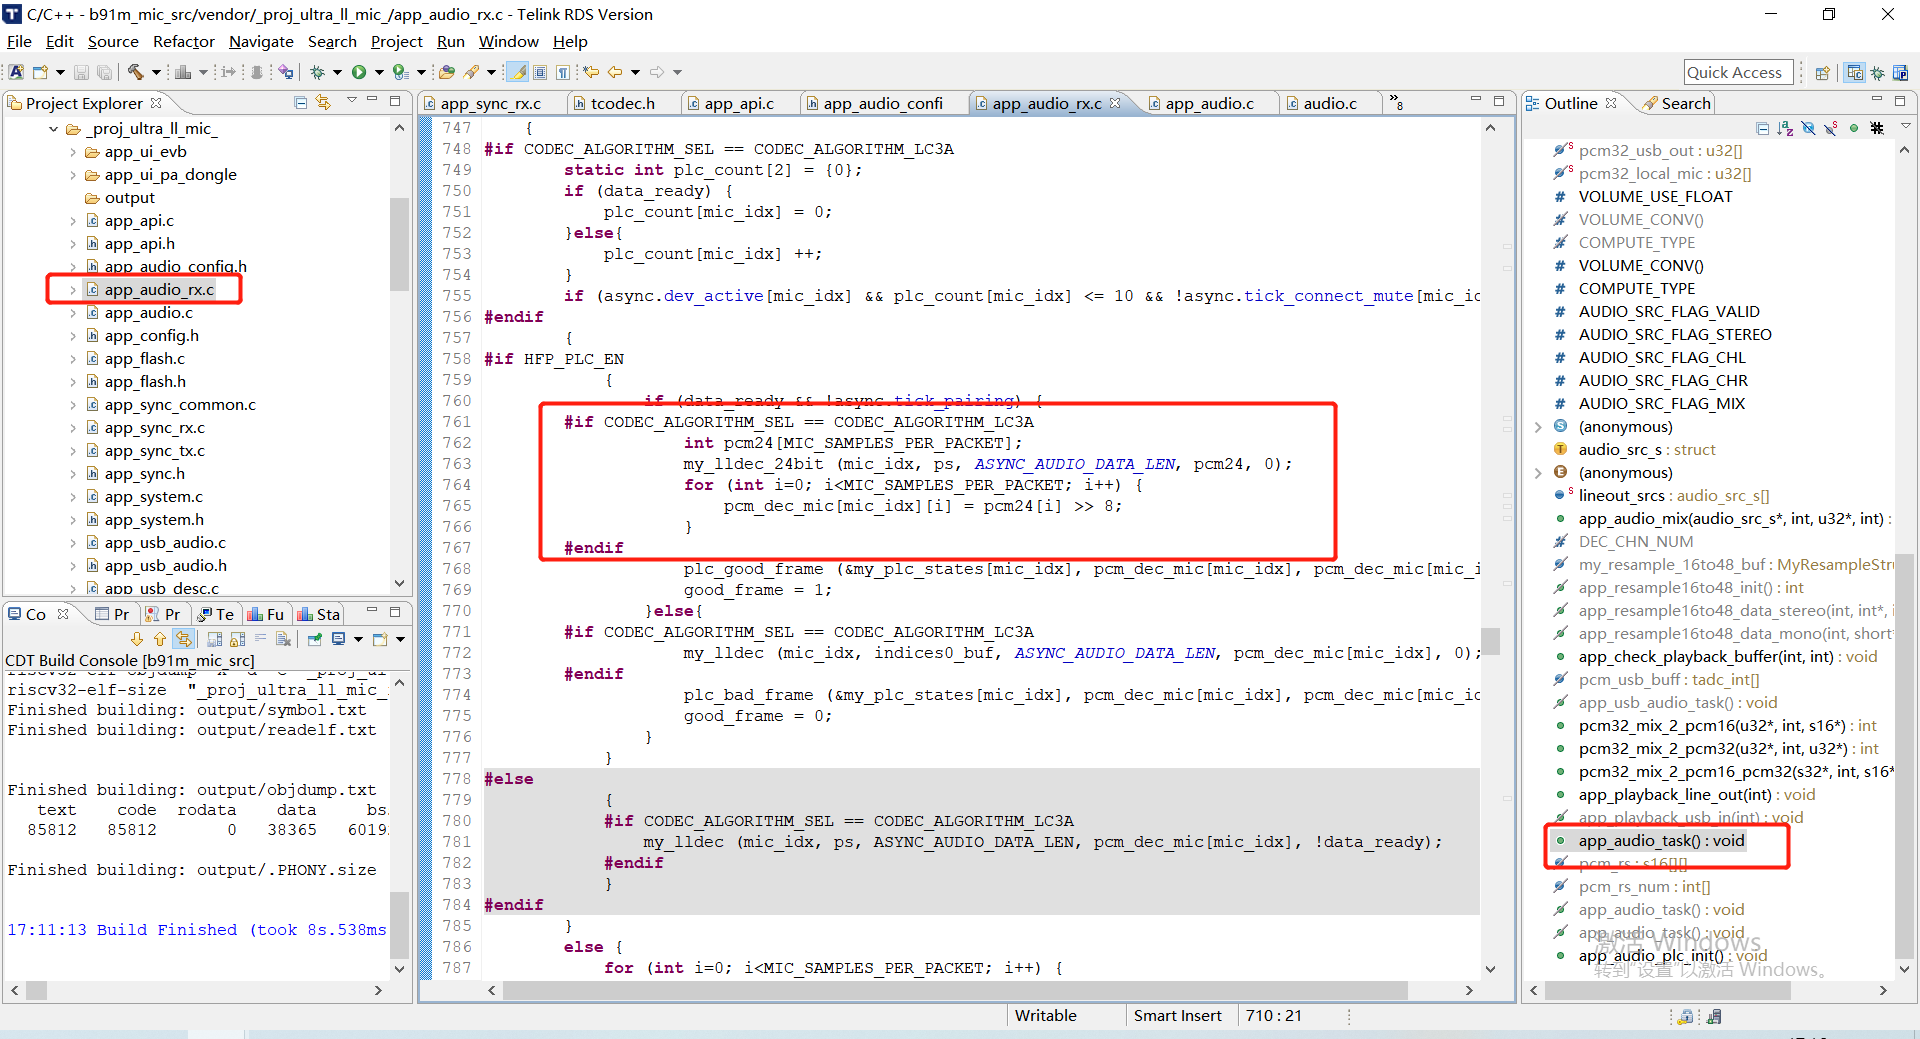 C/C++ - b91m_mic_src/vendor/_proj_ultra_ll_mic_/app_audio_rx.c - Telink RDS Version
File Edit Source Refactor Navigate Search Project Run Window Help
Quick Access
Project Explorer
_proj_ultra_ll_mic_
app_ui_evb
app_ui_pa_dongle
output
app_api.c
app_api.h
app_audio_config.h
app_audio_rx.c
app_audio.c
app_config.h
app_flash.c
app_flash.h
app_sync_common.c
app_sync_rx.c
app_sync_tx.c
app_sync.h
app_system.c
app_system.h
app_usb_audio.c
app_usb_audio.h
app_usb_desc.c
Co Pr Pr Te Fu Sta
CDT Build Console [b91m_mic_src]
riscv32-elf-size "_proj_ultra_ll_mic_
Finished building: output/symbol.txt
Finished building: output/readelf.txt
Finished building: output/objdump.txt
text code rodata data bs
85812 85812 0 38365 6019
Finished building: output/.PHONY.size
17:11:13 Build Finished (took 8s.538ms
app_sync_rx.c tcodec.h app_api.c app_audio_confi app_audio_rx.c app_audio.c audio.c »8
747 {
748 #if CODEC_ALGORITHM_SEL == CODEC_ALGORITHM_LC3A
749 static int plc_count[2] = {0};
750 if (data_ready) {
751 plc_count[mic_idx] = 0;
752 }else{
753 plc_count[mic_idx] ++;
754 }
755 if (async.dev_active[mic_idx] && plc_count[mic_idx] <= 10 && !async.tick_connect_mute[mic_id
756 #endif
757 {
758 #if HFP_PLC_EN
759 {
760 if (data_ready && !async.tick_pairing) {
761 #if CODEC_ALGORITHM_SEL == CODEC_ALGORITHM_LC3A
762 int pcm24[MIC_SAMPLES_PER_PACKET];
763 my_lldec_24bit (mic_idx, ps, ASYNC_AUDIO_DATA_LEN, pcm24, 0);
764 for (int i=0; i<MIC_SAMPLES_PER_PACKET; i++) {
765 pcm_dec_mic[mic_idx][i] = pcm24[i] >> 8;
766 }
767 #endif
768 plc_good_frame (&my_plc_states[mic_idx], pcm_dec_mic[mic_idx], pcm_dec_mic[mic_i
769 good_frame = 1;
770 }else{
771 #if CODEC_ALGORITHM_SEL == CODEC_ALGORITHM_LC3A
772 my_lldec (mic_idx, indices0_buf, ASYNC_AUDIO_DATA_LEN, pcm_dec_mic[mic_idx], 0);
773 #endif
774 plc_bad_frame (&my_plc_states[mic_idx], pcm_dec_mic[mic_idx], pcm_dec_mic[mic_id
775 good_frame = 0;
776 }
777 }
778 #else
779 {
780 #if CODEC_ALGORITHM_SEL == CODEC_ALGORITHM_LC3A
781 my_lldec (mic_idx, ps, ASYNC_AUDIO_DATA_LEN, pcm_dec_mic[mic_idx], !data_ready);
782 #endif
783 }
784 #endif
785 }
786 else {
787 for (int i=0; i<MIC_SAMPLES_PER_PACKET; i++) {
Outline Search
pcm32_usb_out : u32[]
pcm32_local_mic : u32[]
VOLUME_USE_FLOAT
VOLUME_CONV()
COMPUTE_TYPE
VOLUME_CONV()
COMPUTE_TYPE
AUDIO_SRC_FLAG_VALID
AUDIO_SRC_FLAG_STEREO
AUDIO_SRC_FLAG_CHL
AUDIO_SRC_FLAG_CHR
AUDIO_SRC_FLAG_MIX
(anonymous)
audio_src_s : struct
(anonymous)
lineout_srcs : audio_src_s[]
app_audio_mix(audio_src_s*, int, u32*, int) :
DEC_CHN_NUM
my_resample_16to48_buf : MyResampleStru
app_resample16to48_init() : int
app_resample16to48_data_stereo(int, int*, i
app_resample16to48_data_mono(int, short*
app_check_playback_buffer(int, int) : void
pcm_usb_buff : tadc_int[]
app_usb_audio_task() : void
pcm32_mix_2_pcm16(u32*, int, s16*) : int
pcm32_mix_2_pcm32(u32*, int, u32*) : int
pcm32_mix_2_pcm16_pcm32(s32*, int, s16*
app_playback_line_out(int) : void
app_playback_usb_in(int) : void
app_audio_task() : void
pcm_rs : s16[][]
pcm_rs_num : int[]
app_audio_task() : void
app_audio_task() : void
app_audio_plc_init() : void
激活 Windows
转到"设置"以激活 Windows。
Writable Smart Insert 710 : 21